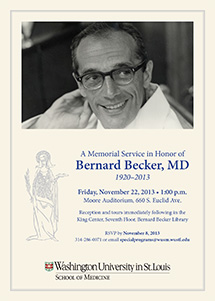 A Memorial Service in Honor of
Bernard Becker, MD
1920–2013
Friday, November 22, 2013 • 1:00 p.m.
Moore Auditorium, 660 S. Euclid Ave.
Reception and tours immediately following in the
King Center, Seventh Floor, Bernard Becker Library
RSVP by November 8, 2013
314-286-0071 or email specialprograms@wusm.wustl.edu
Washington University in St. Louis
School of Medicine